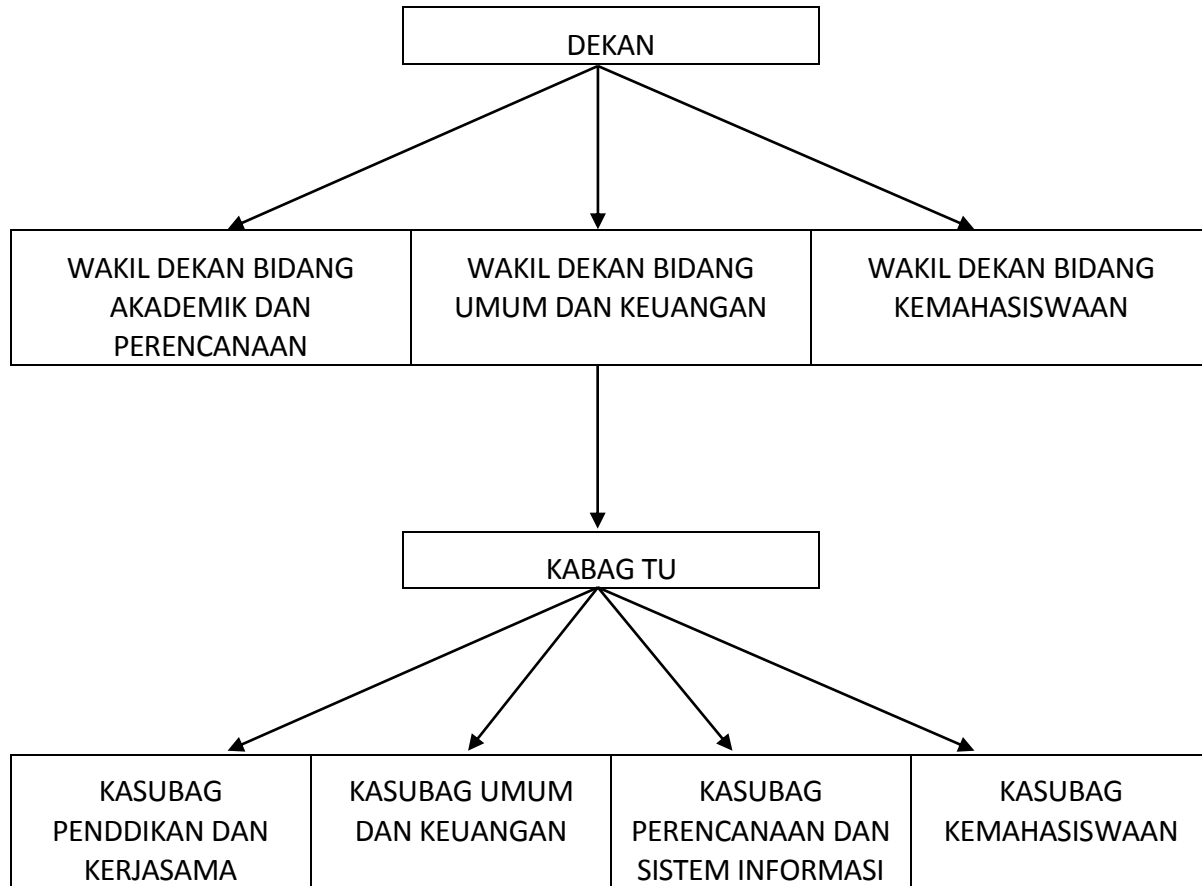 DEKAN
WAKIL DEKAN BIDANG
AKADEMIK DAN
PERENCANAAN
WAKIL DEKAN BIDANG
UMUM DAN KEUANGAN
WAKIL DEKAN BIDANG
KEMAHASISWAAN
KABAG TU
KASUBAG
PENDDIKAN DAN
KERJASAMA
KASUBAG UMUM
DAN KEUANGAN
KASUBAG
PERENCANAAN DAN
SISTEM INFORMASI
KASUBAG
KEMAHASISWAAN